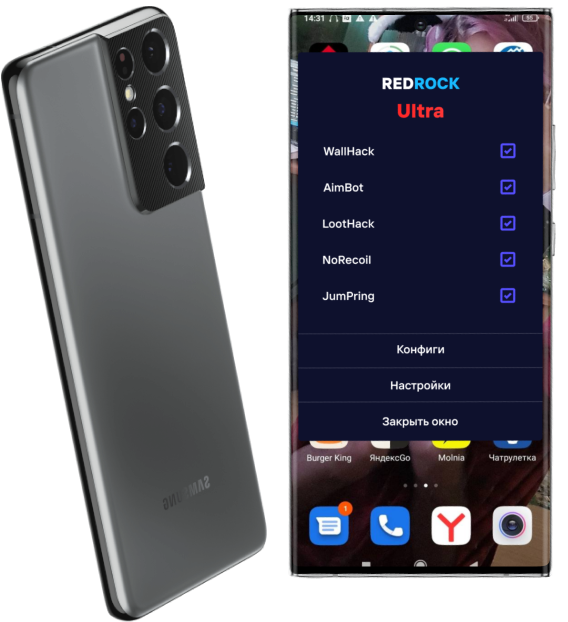 SAMSUNG
14:31
REDROCK
Ultra
WallHack
AimBot
LootHack
NoRecoil
JumPring
Конфиги
Настройки
Закрыть окно
Burger King
ЯндексGo
Molnia
Чатрулетка
1